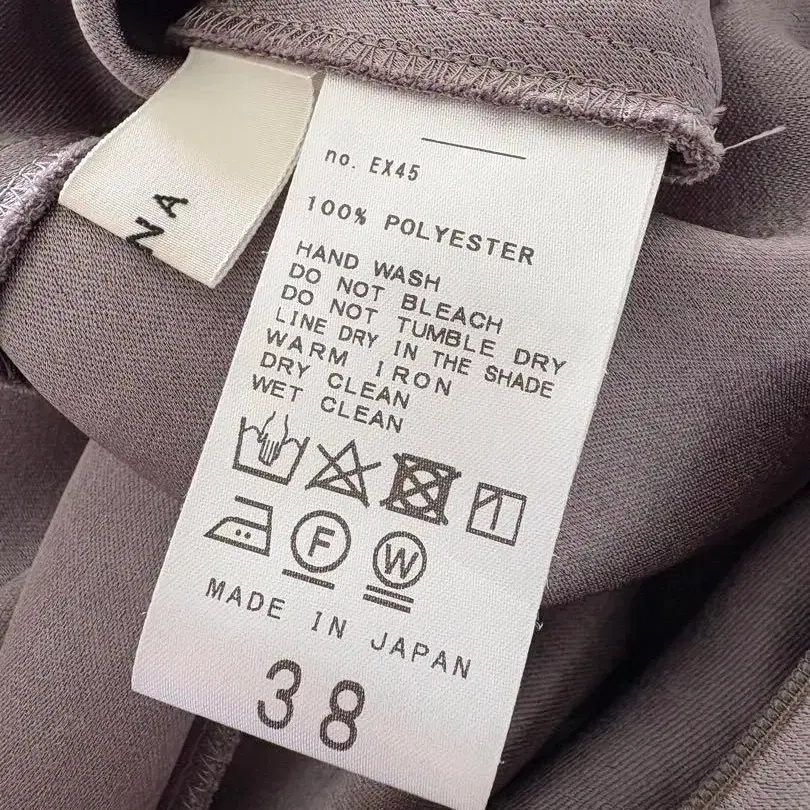 NA
no. EX45
100% POLYESTER
HAND WASH
DO NOT BLEACH
DO NOT TUMBLE DRY
LINE DRY IN THE SHADE
WARM IRON
DRY CLEAN
WET CLEAN
F
W
MADE IN JAPAN
38